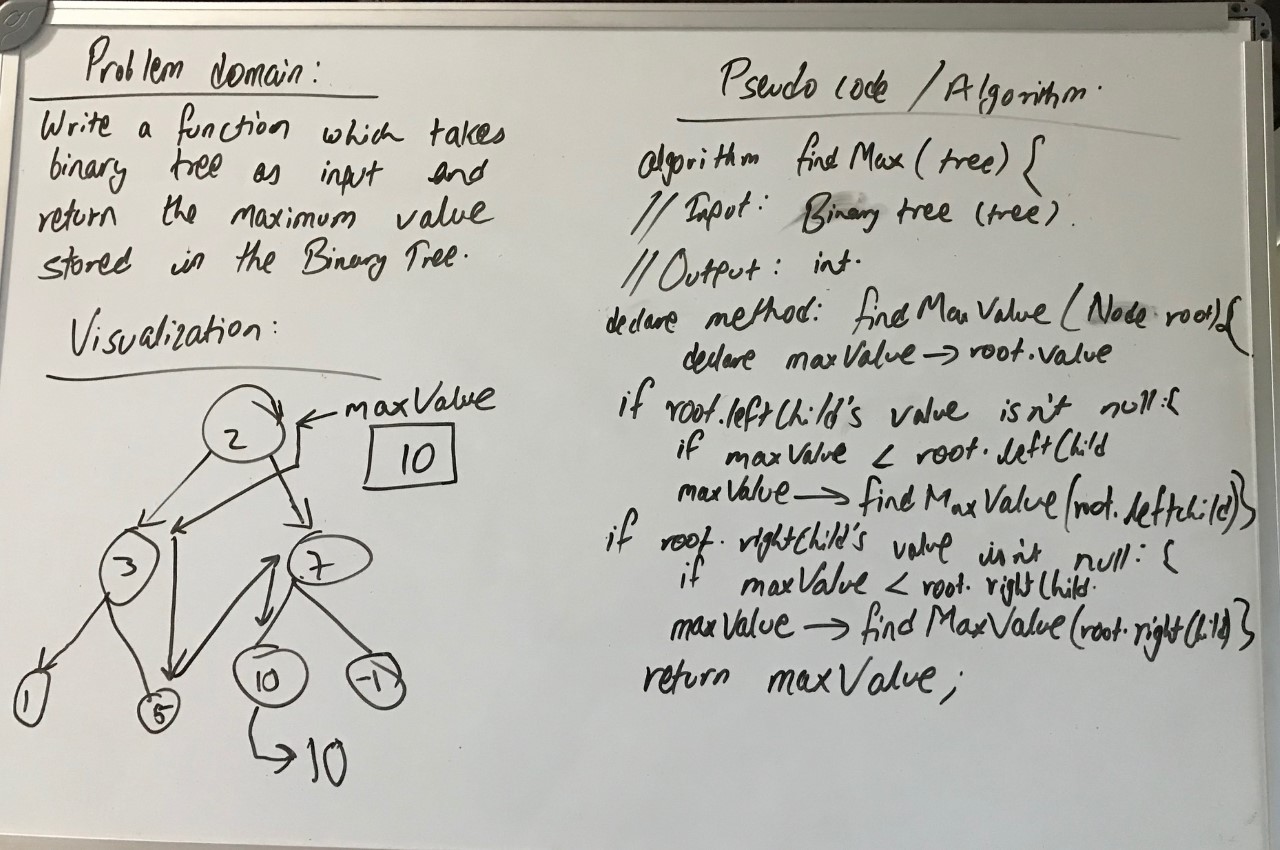 Problem domain:
Write a function which takes
binary tree as input and
return the maximum value
stored in the Binary Tree.
Visualization:
maxValue
2
10
3
7
1
5
10
-1
10
Pseudo code / Algorithm.
algorithm find Max (tree) {
// Input: Binary tree (tree).
// Output: int.
declare method: find Max Value (Node root){
declare maxValue → root.value
if root.leftChild's value isn't null:{
if maxValue < root.leftChild
maxValue → find Max Value (root.leftchild)}
if root.rightChild's value isn't null: {
if maxValue < root.rightChild.
maxValue → find MaxValue (root.rightChild)}
return maxValue;